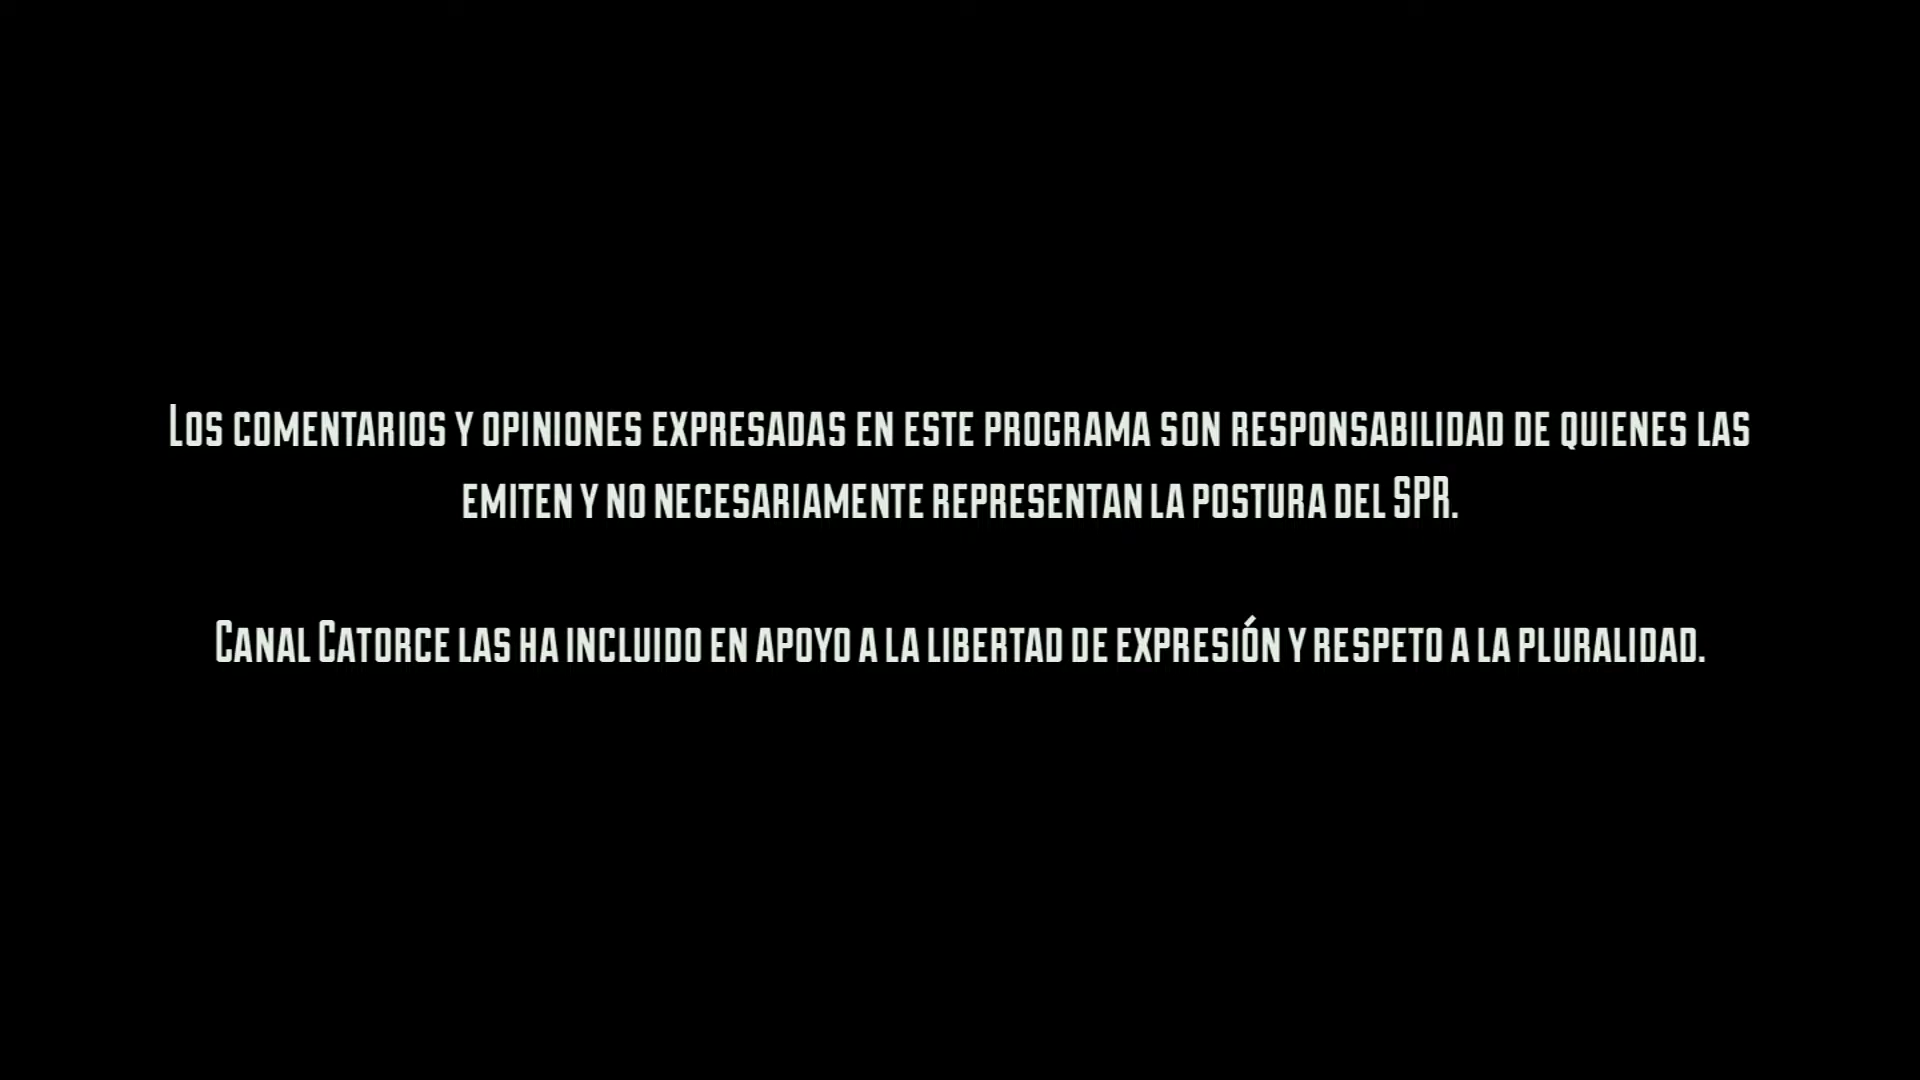 Los comentarios y opiniones expresadas en este programa son responsabilidad de quienes las
emiten y no necesariamente representan la postura del SPR.
Canal Catorce las ha incluido en apoyo a la libertad de expresión y respeto a la pluralidad.